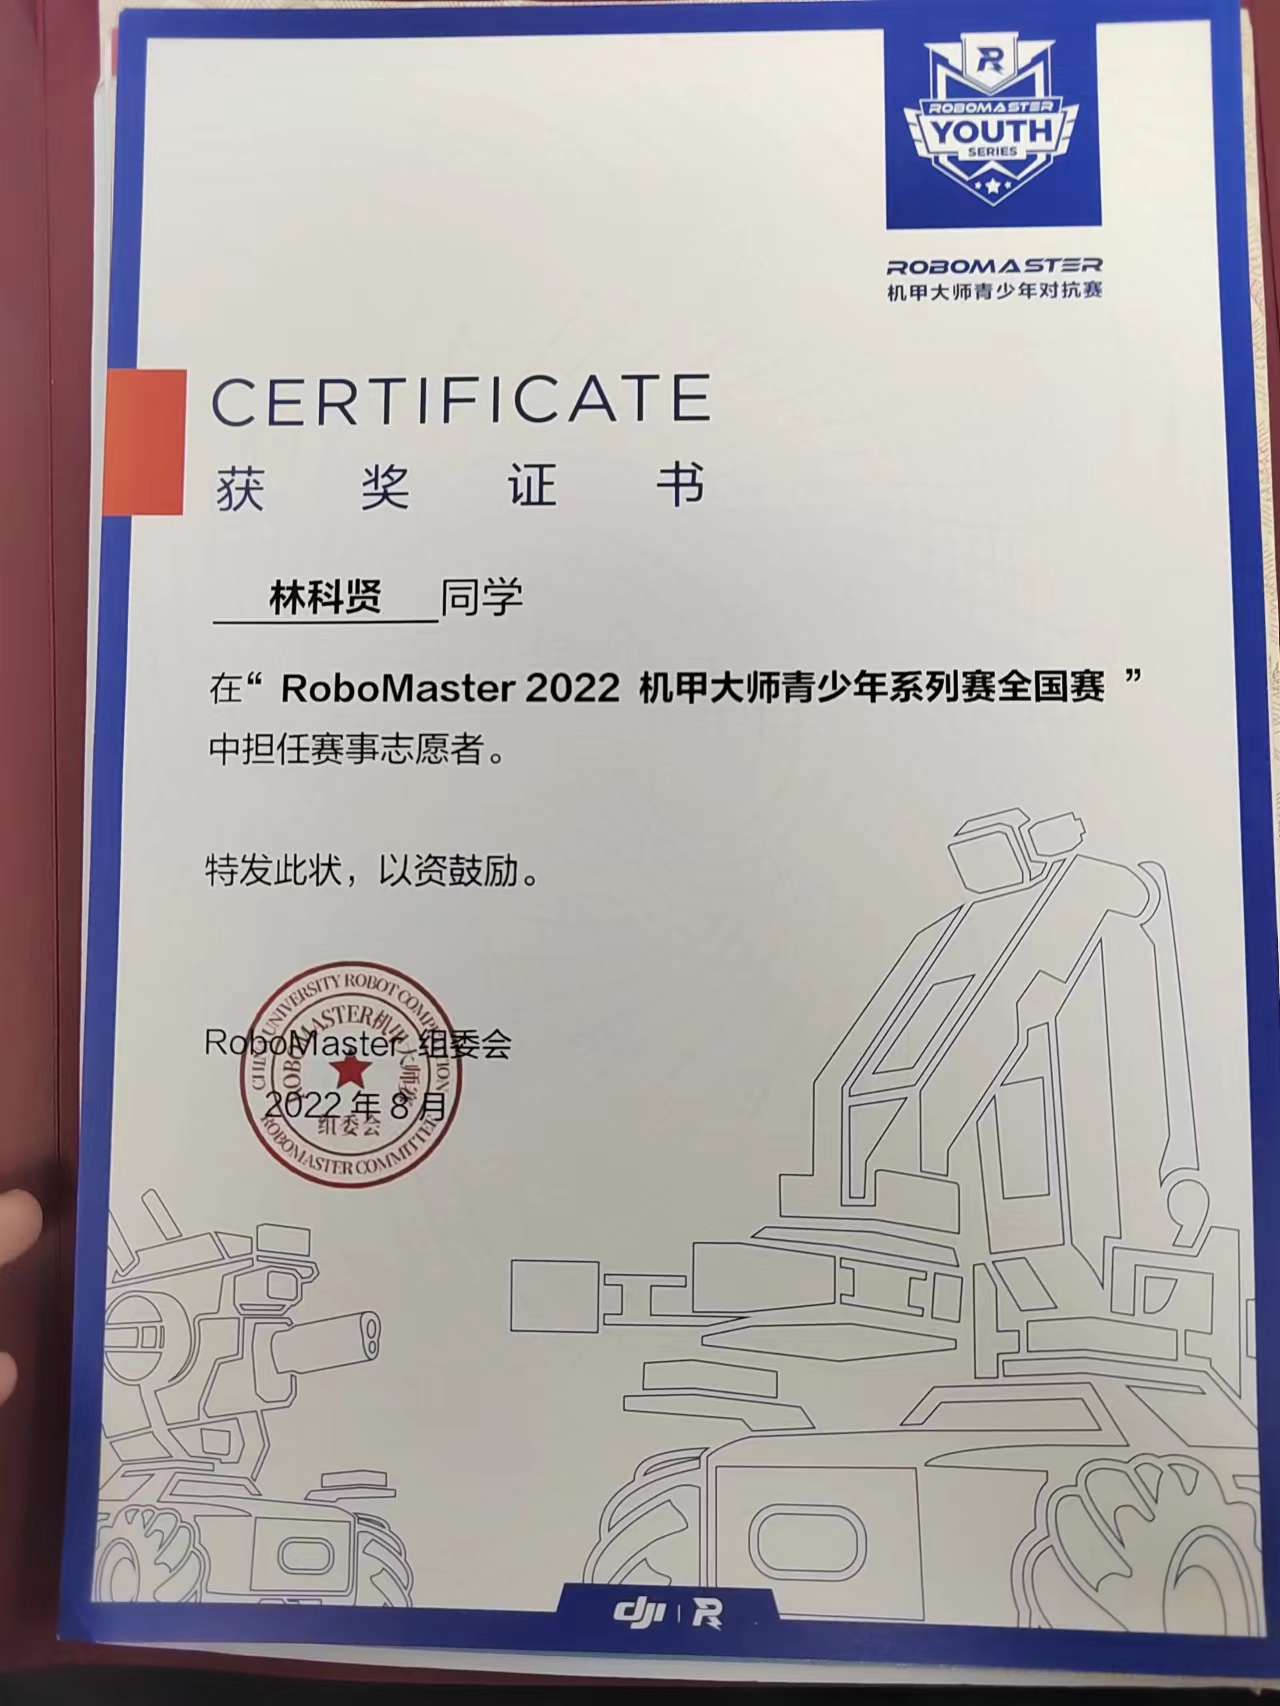 R
ROBOMASTER
YOUTH
SERIES
ROBOMASTER
机甲大师青少年对抗赛
CERTIFICATE
获奖证书
林科贤 同学
在“ RoboMaster 2022 机甲大师青少年系列赛全国赛 ”
中担任赛事志愿者。
特发此状，以资鼓励。
RoboMaster 组委会
2022 年 8 月
CHINA UNIVERSITY ROBOT COMPETITION
ROBOMASTER机甲大师赛
组委会
ROBOMASTER COMMITTEE
dji R